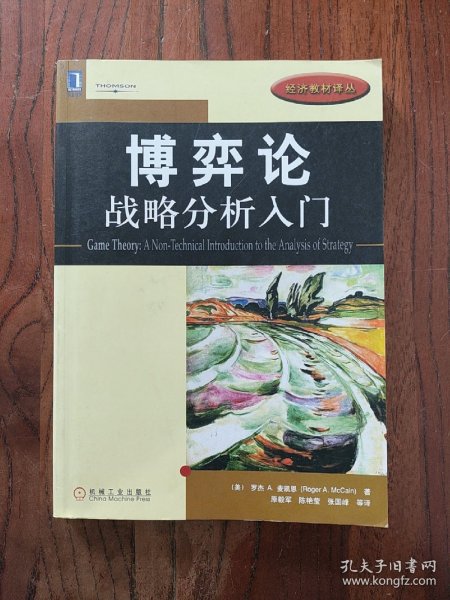 THOMSON
经济教材译丛
博弈论
战略分析入门
Game Theory: A Non-Technical Introduction to the Analysis of Strategy
(美) 罗杰 A. 麦凯恩 (Roger A. McCain) 著
原毅军 陈艳莹 张国峰 等译
机械工业出版社
China Machine Press
孔夫子旧书网
www.kongfz.com